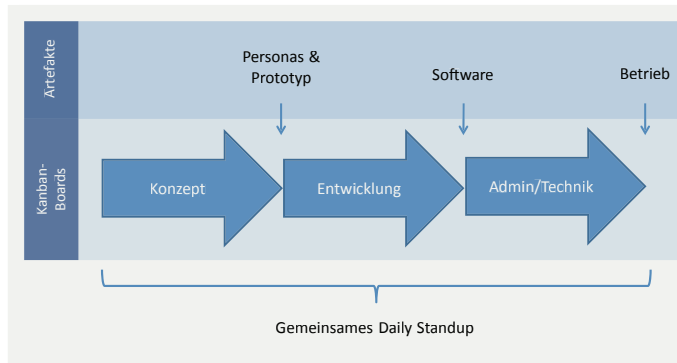 Artefakte
Personas &
Prototyp
Software
Betrieb
Kanban-
Boards
Konzept
Entwicklung
Admin/Technik
Gemeinsames Daily Standup